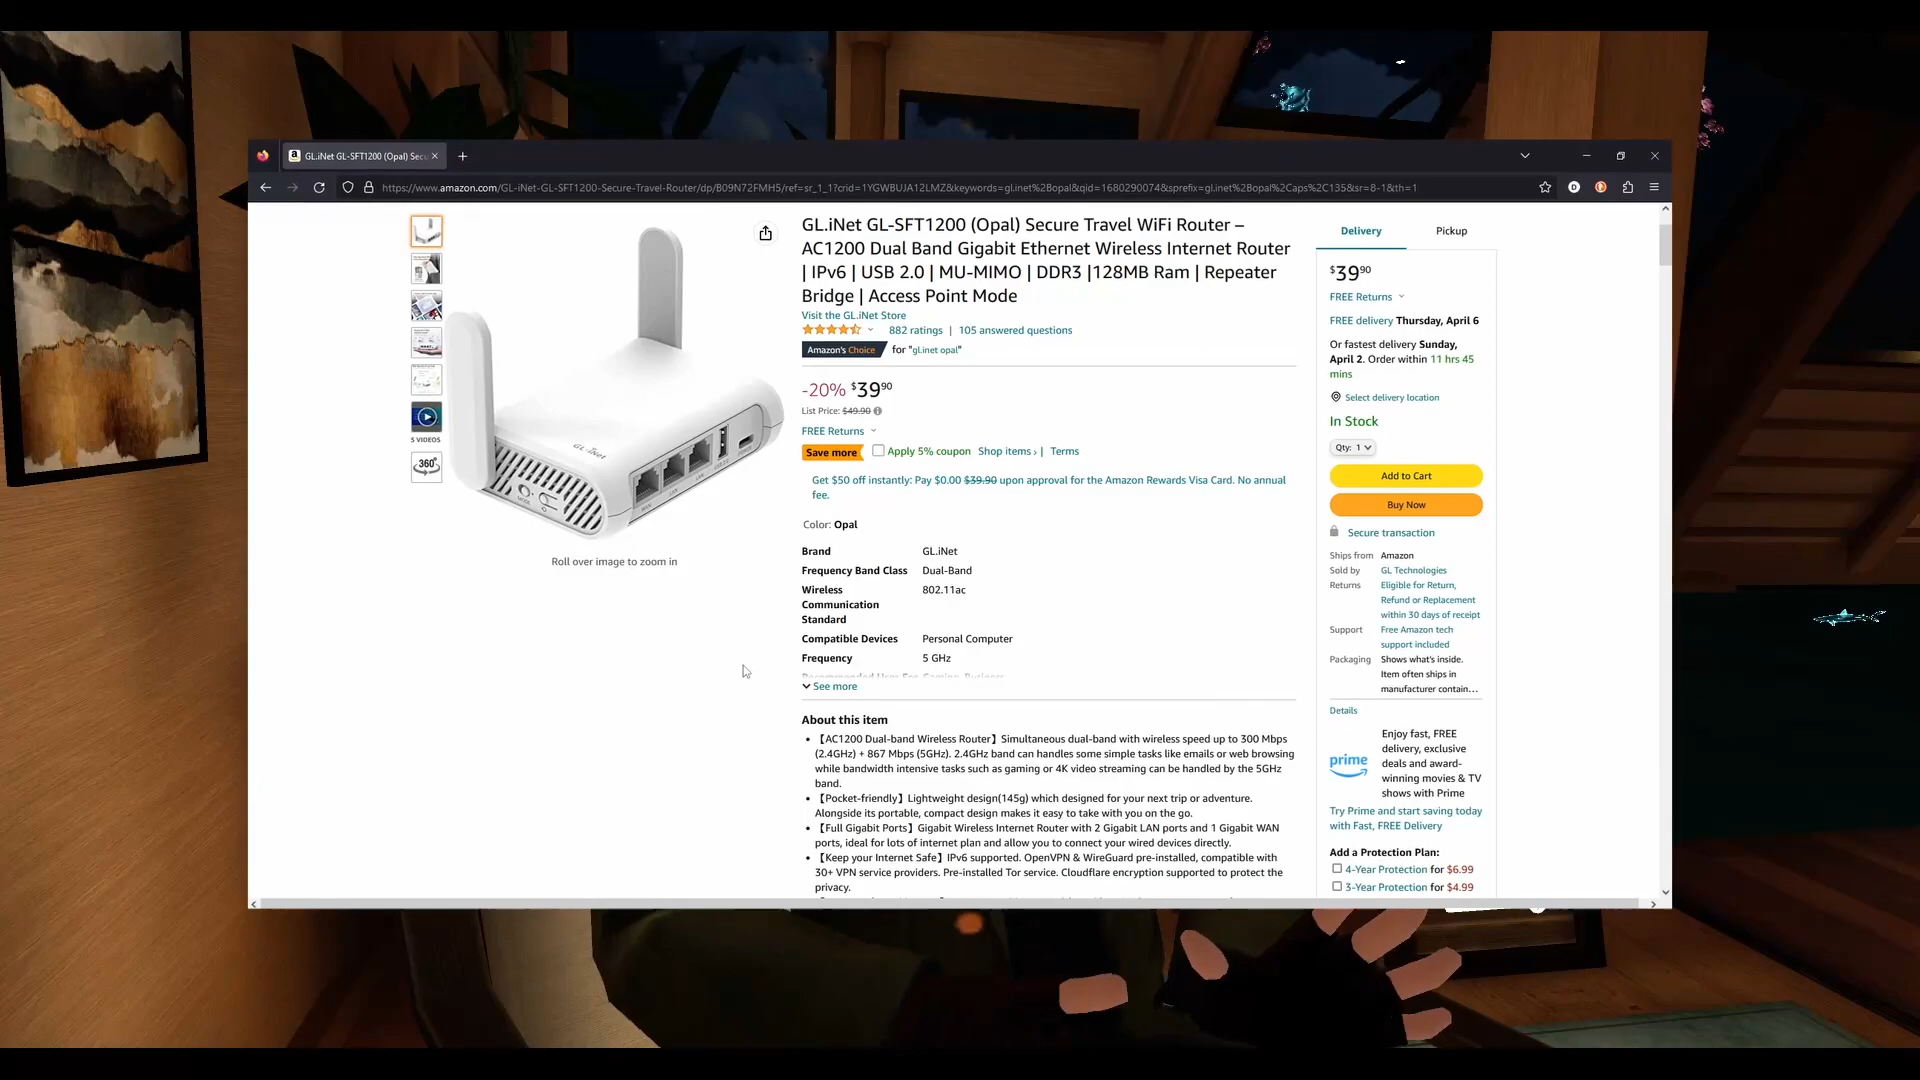 GL.iNet GL-SFT1200 (Opal) Secu
https://www.amazon.com/GL-iNet-GL-SFT1200-Secure-Travel-Router/dp/B09N72FMH5/ref=sr_1_1?crid=1YGWBUJA12LMZ&keywords=gl.inet%2Bopal&qid=1680290074&sprefix=gl.inet%2Bopal%2Caps%2C135&sr=8-1&th=1
5 VIDEOS
360°
GL·iNet
MODE
WAN
LAN
LAN
Roll over image to zoom in
GL.iNet GL-SFT1200 (Opal) Secure Travel WiFi Router –
AC1200 Dual Band Gigabit Ethernet Wireless Internet Router
| IPv6 | USB 2.0 | MU-MIMO | DDR3 |128MB Ram | Repeater
Bridge | Access Point Mode
Visit the GL.iNet Store
882 ratings | 105 answered questions
Amazon's Choice for "gl.inet opal"
-20% $39⁹⁰
List Price: $49.90
FREE Returns
Save more Apply 5% coupon Shop items › | Terms
Get $50 off instantly: Pay $0.00 $39.90 upon approval for the Amazon Rewards Visa Card. No annual
fee.
Color: Opal
Brand GL.iNet
Frequency Band Class Dual-Band
Wireless 802.11ac
Communication
Standard
Compatible Devices Personal Computer
Frequency 5 GHz
See more
About this item
• 【AC1200 Dual-band Wireless Router】Simultaneous dual-band with wireless speed up to 300 Mbps
(2.4GHz) + 867 Mbps (5GHz). 2.4GHz band can handles some simple tasks like emails or web browsing
while bandwidth intensive tasks such as gaming or 4K video streaming can be handled by the 5GHz
band.
• 【Pocket-friendly】Lightweight design(145g) which designed for your next trip or adventure.
Alongside its portable, compact design makes it easy to take with you on the go.
• 【Full Gigabit Ports】Gigabit Wireless Internet Router with 2 Gigabit LAN ports and 1 Gigabit WAN
ports, ideal for lots of internet plan and allow you to connect your wired devices directly.
• 【Keep your Internet Safe】IPv6 supported. OpenVPN & WireGuard pre-installed, compatible with
30+ VPN service providers. Pre-installed Tor service. Cloudflare encryption supported to protect the
privacy.
Delivery Pickup
$39⁹⁰
FREE Returns
FREE delivery Thursday, April 6
Or fastest delivery Sunday,
April 2. Order within 11 hrs 45
mins
Select delivery location
In Stock
Qty: 1
Add to Cart
Buy Now
Secure transaction
Ships from Amazon
Sold by GL Technologies
Returns Eligible for Return,
Refund or Replacement
within 30 days of receipt
Support Free Amazon tech
support included
Packaging Shows what's inside.
Item often ships in
manufacturer contain…
Details
prime
Enjoy fast, FREE
delivery, exclusive
deals and award-
winning movies & TV
shows with Prime
Try Prime and start saving today
with Fast, FREE Delivery
Add a Protection Plan:
4-Year Protection for $6.99
3-Year Protection for $4.99